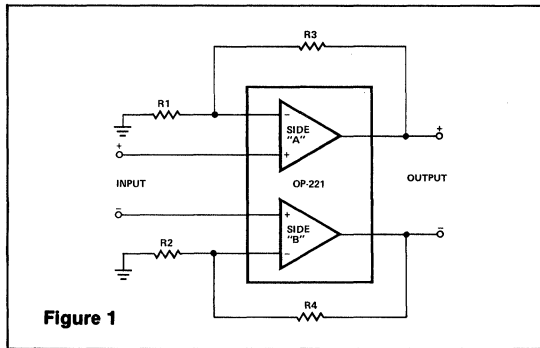 R3
R1
−
SIDE
"A"
+
+
+
INPUT
OP-221
OUTPUT
−
+
−
SIDE
"B"
R2
−
R4
Figure 1